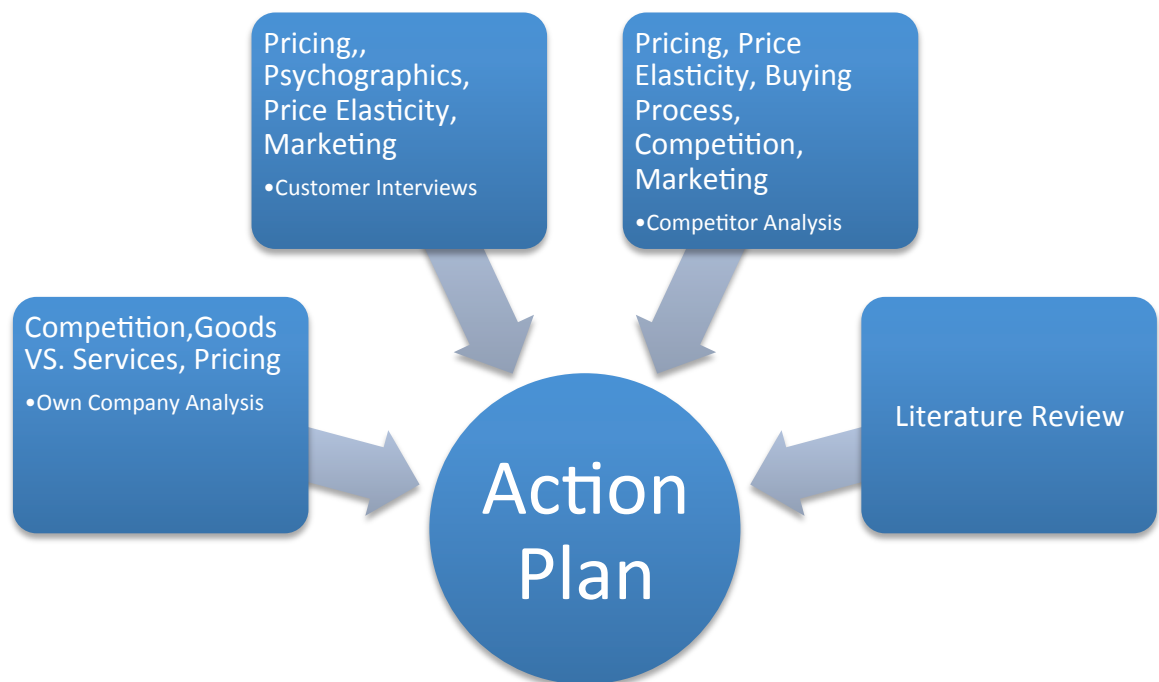 Pricing,,
Psychographics,
Price Elasticity,
Marketing
•Customer Interviews
Pricing, Price
Elasticity, Buying
Process,
Competition,
Marketing
•Competitor Analysis
Competition,Goods
VS. Services, Pricing
•Own Company Analysis
Literature Review
Action
Plan